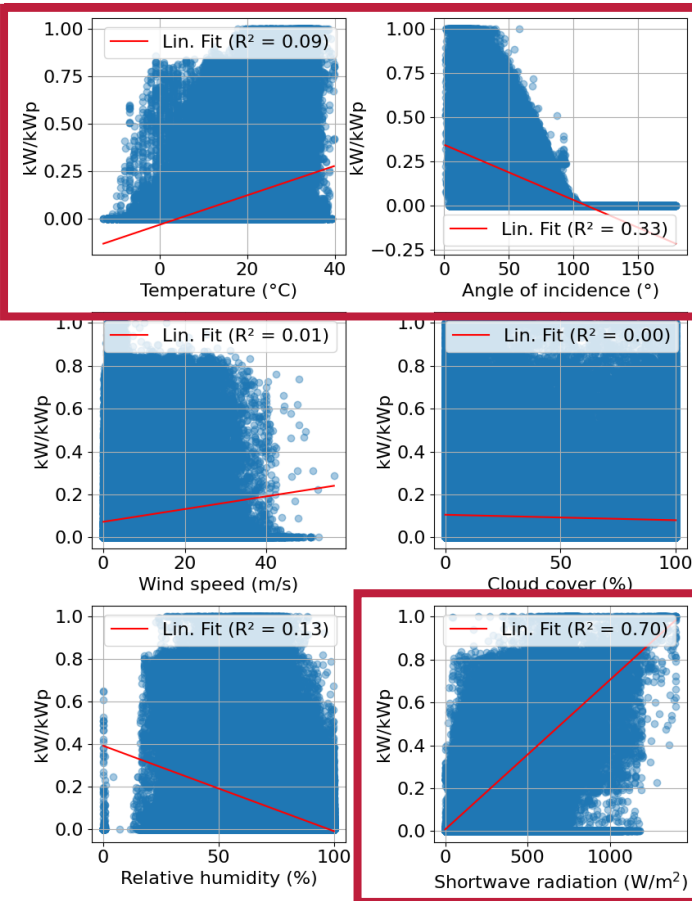 Lin. Fit (R² = 0.09)
kW/kWp
0.75
0.50
0.25
0.00
0
20
40
Temperature (°C)
Lin. Fit (R² = 0.33)
kW/kWp
1.00
0.75
0.50
0.25
0.00
−0.25
0
50
100
150
Angle of incidence (°)
Lin. Fit (R² = 0.01)
kW/kWp
1.0
0.8
0.6
0.4
0.2
0.0
0
20
40
Wind speed (m/s)
Lin. Fit (R² = 0.00)
kW/kWp
1.0
0.8
0.6
0.4
0.2
0.0
0
50
100
Cloud cover (%)
Lin. Fit (R² = 0.13)
kW/kWp
1.0
0.8
0.6
0.4
0.2
0.0
0
50
100
Relative humidity (%)
Lin. Fit (R² = 0.70)
kW/kWp
1.0
0.8
0.6
0.4
0.2
0.0
0
500
1000
Shortwave radiation (W/m²)